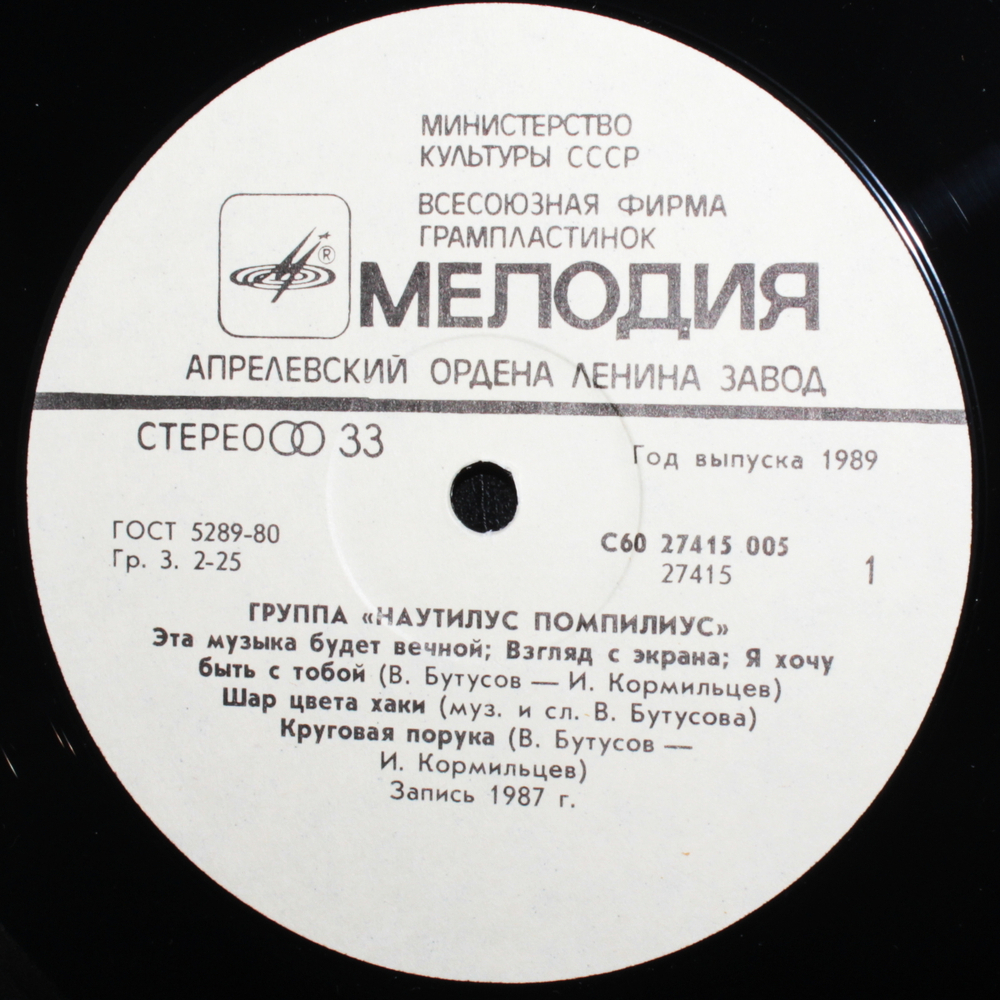 МИНИСТЕРСТВО
КУЛЬТУРЫ СССР
ВСЕСОЮЗНАЯ ФИРМА
ГРАМПЛАСТИНОК
®
МЕЛОДИЯ
АПРЕЛЕВСКИЙ ОРДЕНА ЛЕНИНА ЗАВОД
СТЕРЕО 33
Год выпуска 1989
ГОСТ 5289-80
Гр. 3. 2-25
С60 27415 005
27415
1
ГРУППА «НАУТИЛУС ПОМПИЛИУС»
Эта музыка будет вечной; Взгляд с экрана; Я хочу
быть с тобой (В. Бутусов — И. Кормильцев)
Шар цвета хаки (муз. и сл. В. Бутусова)
Круговая порука (В. Бутусов —
И. Кормильцев)
Запись 1987 г.